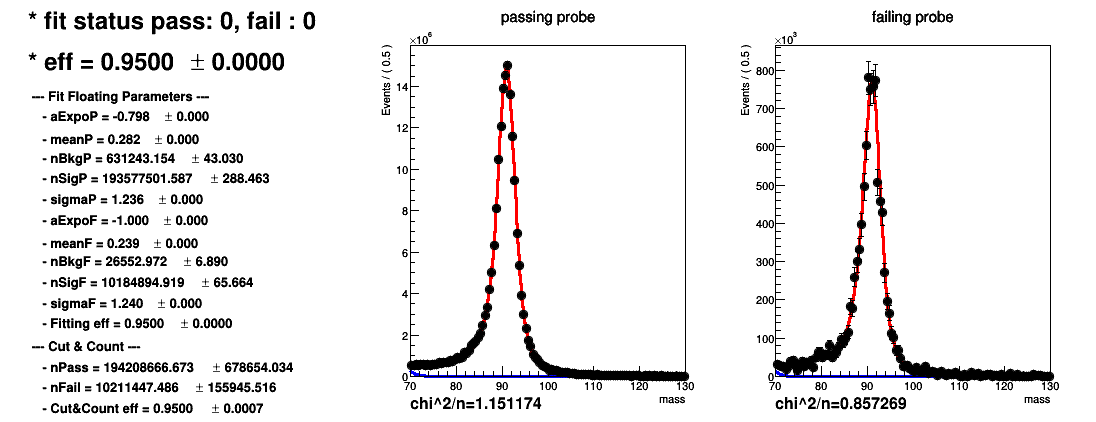 * fit status pass: 0, fail : 0
* eff = 0.9500 ± 0.0000
--- Fit Floating Parameters ---
- aExpoP = -0.798 ± 0.000
- meanP = 0.282 ± 0.000
- nBkgP = 631243.154 ± 43.030
- nSigP = 193577501.587 ± 288.463
- sigmaP = 1.236 ± 0.000
- aExpoF = -1.000 ± 0.000
- meanF = 0.239 ± 0.000
- nBkgF = 26552.972 ± 6.890
- nSigF = 10184894.919 ± 65.664
- sigmaF = 1.240 ± 0.000
- Fitting eff = 0.9500 ± 0.0000
--- Cut & Count ---
- nPass = 194208666.673 ± 678654.034
- nFail = 10211447.486 ± 155945.516
- Cut&Count eff = 0.9500 ± 0.0007
passing probe
×10⁶
Events / ( 0.5 )
14
12
10
8
6
4
2
0
70 80 90 100 110 120 130
mass
chi^2/n=1.151174
failing probe
×10³
Events / ( 0.5 )
800
700
600
500
400
300
200
100
0
70 80 90 100 110 120 130
mass
chi^2/n=0.857269